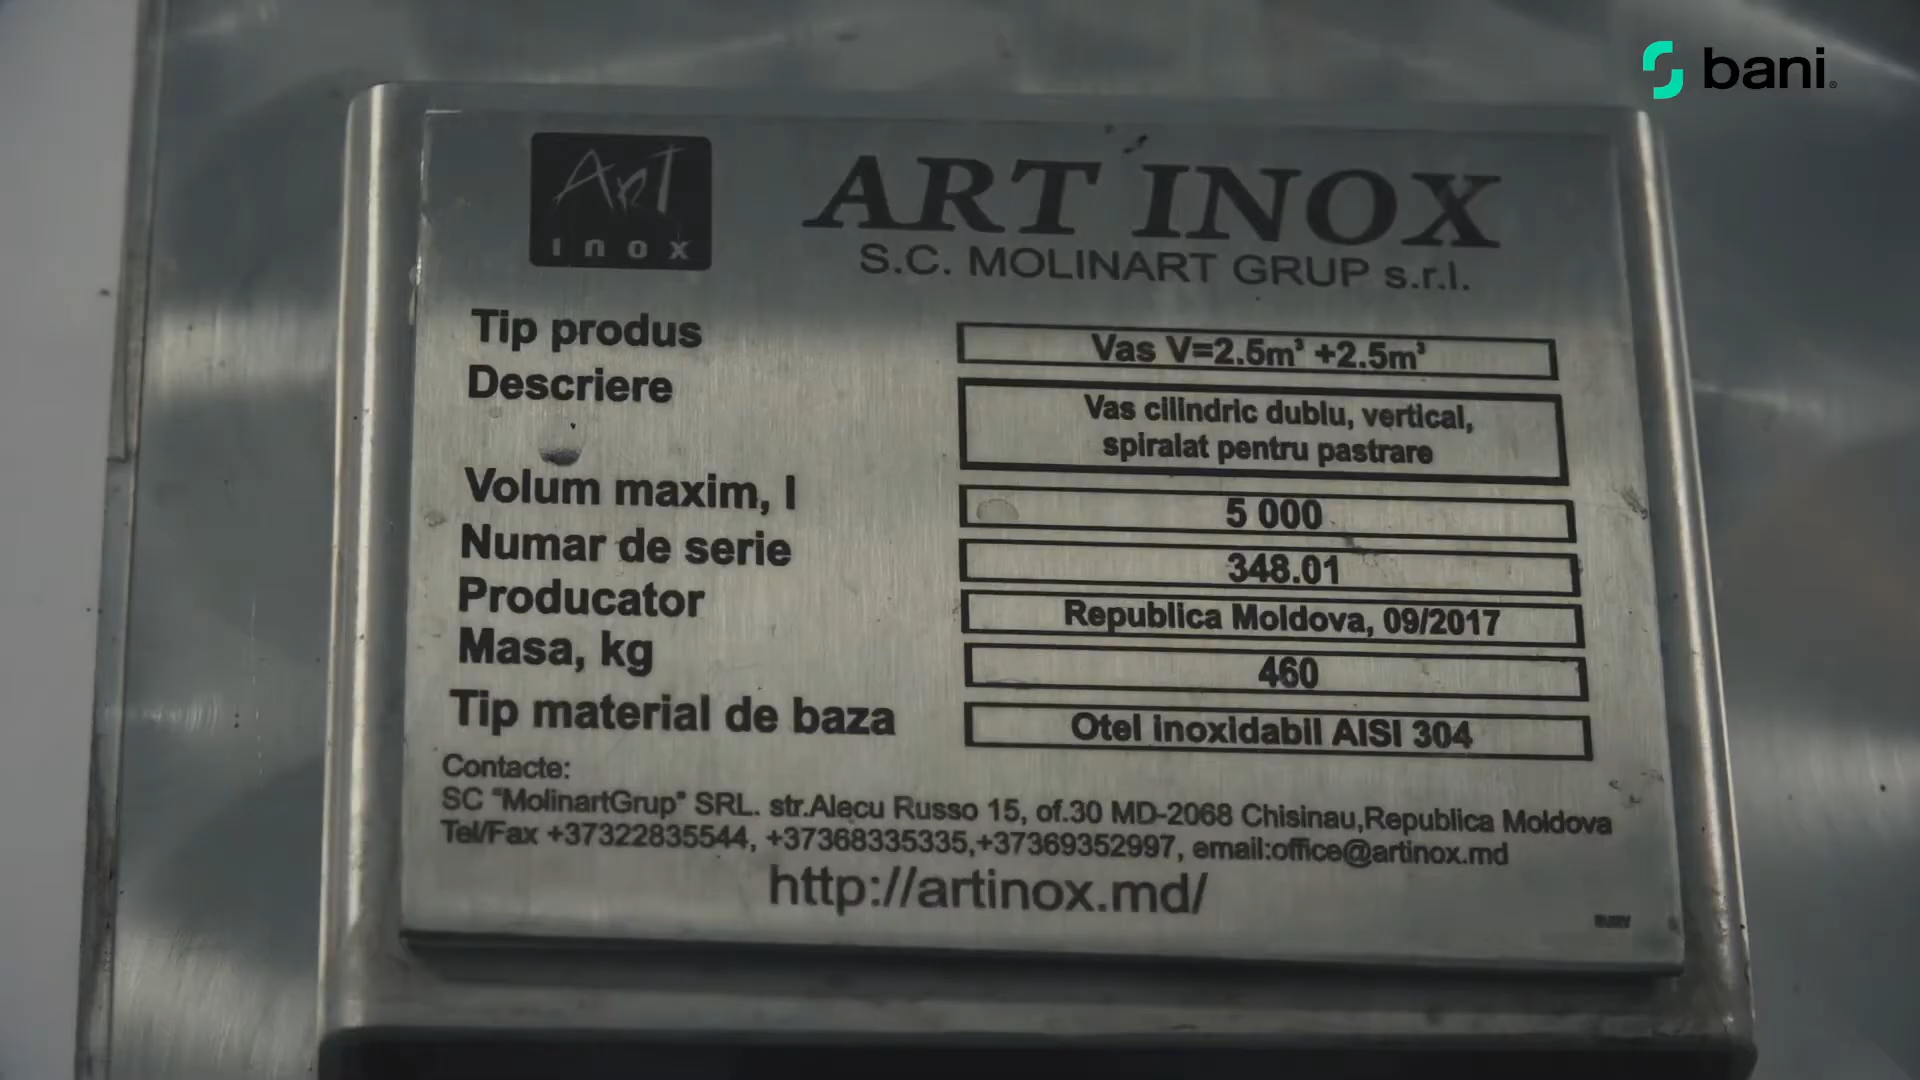 bani
Art
inox
ART INOX
S.C. MOLINART GRUP s.r.l.
Tip produs
Vas V=2.5m³ +2.5m³
Descriere
Vas cilindric dublu, vertical,
spiralat pentru pastrare
Volum maxim, l
5 000
Numar de serie
348.01
Producator
Republica Moldova, 09/2017
Masa, kg
460
Tip material de baza
Otel inoxidabil AISI 304
Contacte:
SC "MolinartGrup" SRL. str.Alecu Russo 15, of.30 MD-2068 Chisinau,Republica Moldova
Tel/Fax +37322835544, +37368335335,+37369352997, email:office@artinox.md
http://artinox.md/